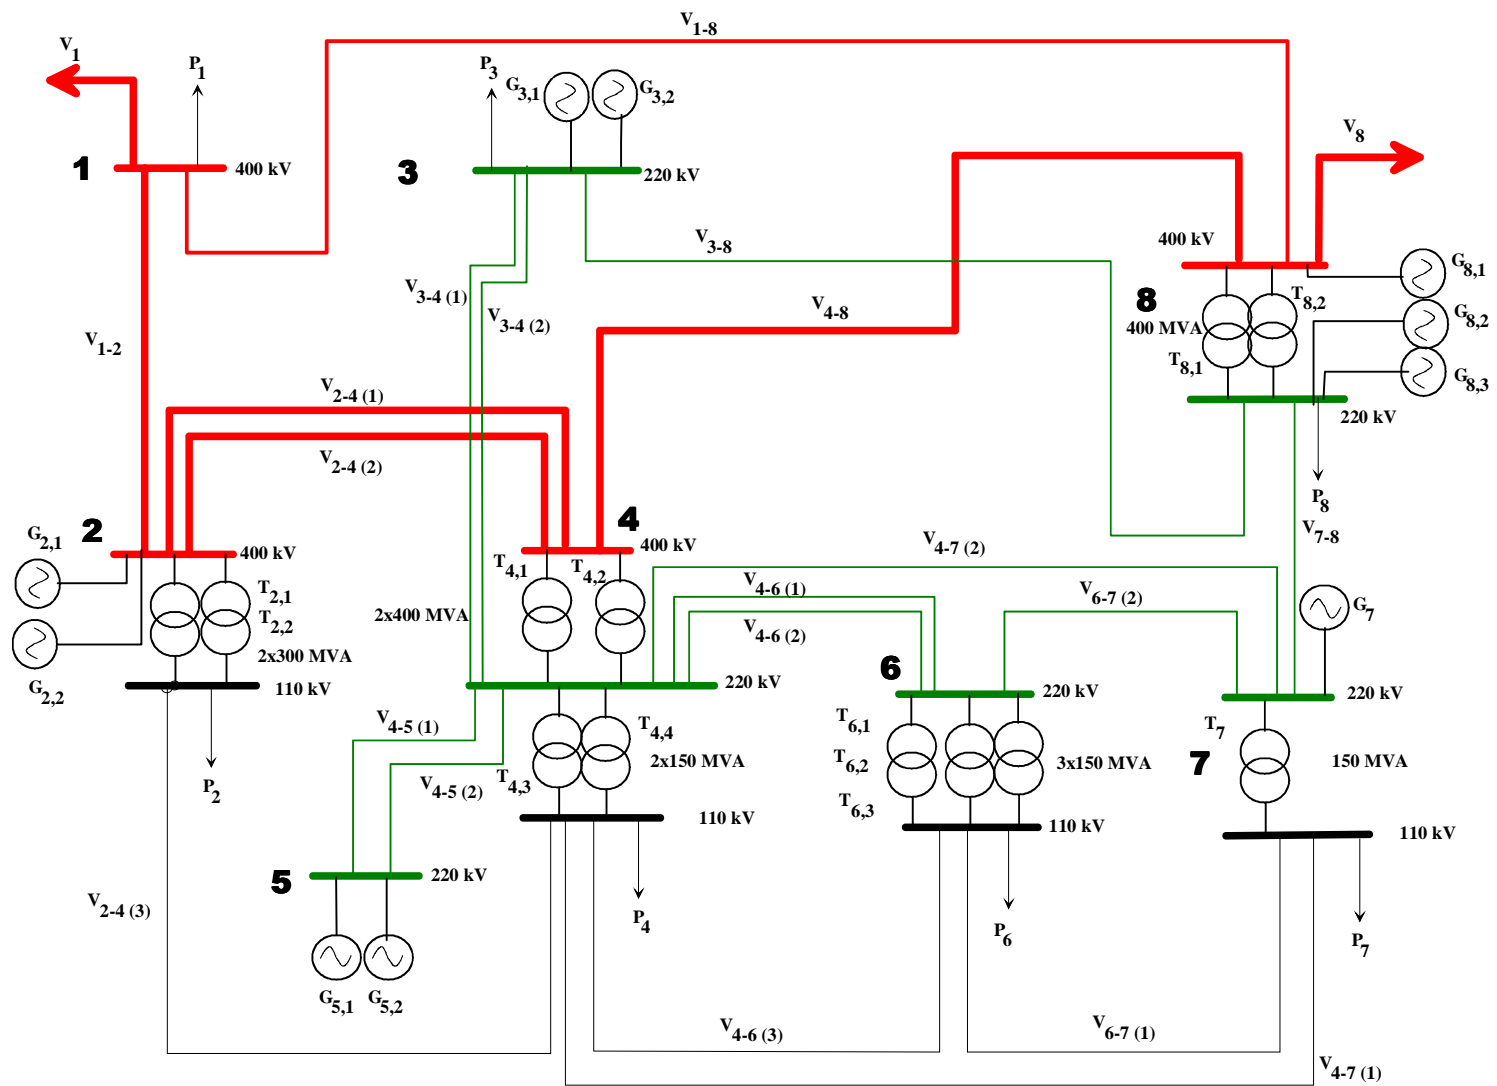 V1-8
V1
P1
P3
G3,1
G3,2
1
400 kV
3
220 kV
V8
V3-8
400 kV
G8,1
V3-4 (1)
V3-4 (2)
V4-8
8
T8,2
G8,2
400 MVA
V1-2
T8,1
G8,3
V2-4 (1)
220 kV
V2-4 (2)
P8
2
4
V7-8
G2,1
400 kV
400 kV
V4-7 (2)
T4,1
T4,2
V4-6 (1)
T2,1
T2,2
2x400 MVA
V6-7 (2)
G7
V4-6 (2)
2x300 MVA
6
G2,2
110 kV
220 kV
220 kV
220 kV
V4-5 (1)
T4,4
T6,1
T7
P2
T4,3
2x150 MVA
T6,2
3x150 MVA
7
150 MVA
V4-5 (2)
T6,3
110 kV
110 kV
110 kV
5
220 kV
V2-4 (3)
P4
P6
P7
G5,1
G5,2
V4-6 (3)
V6-7 (1)
V4-7 (1)